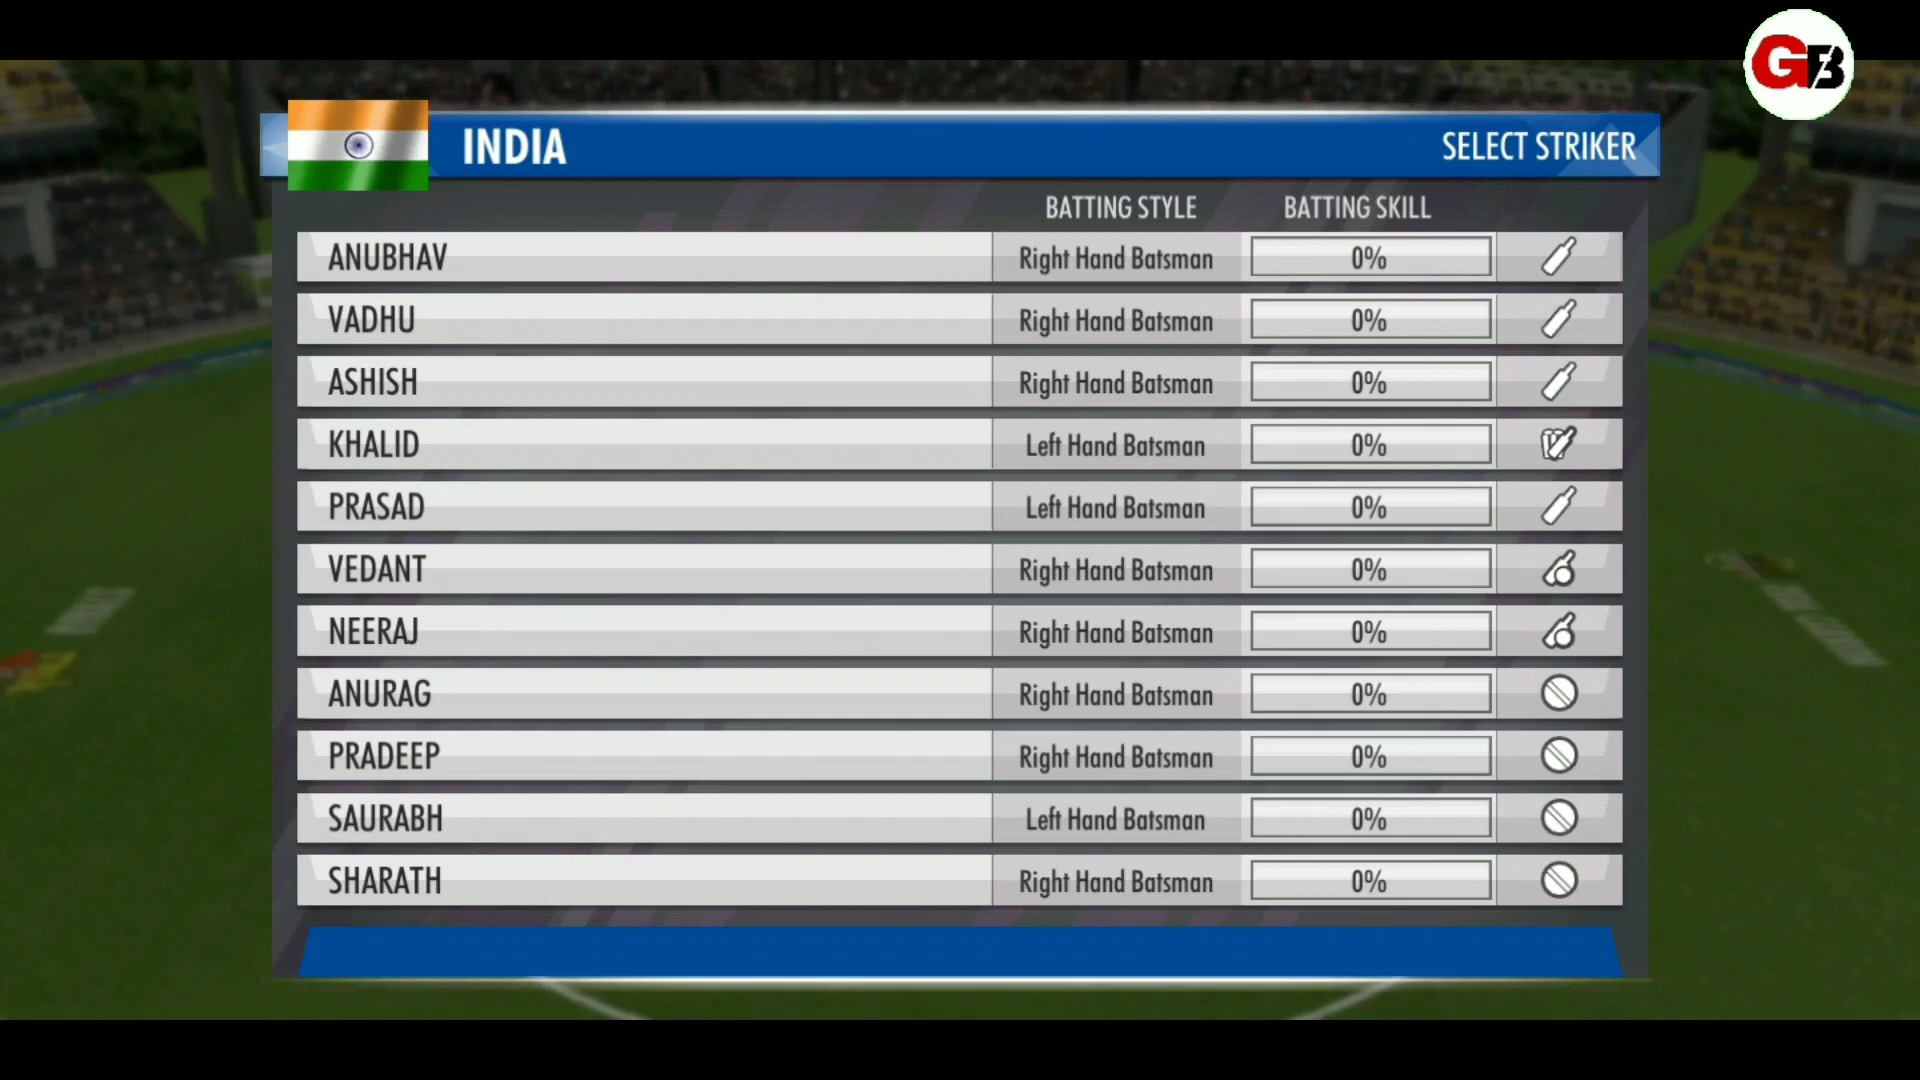 GB
INDIA SELECT STRIKER
BATTING STYLE BATTING SKILL
ANUBHAV Right Hand Batsman 0%
VADHU Right Hand Batsman 0%
ASHISH Right Hand Batsman 0%
KHALID Left Hand Batsman 0%
PRASAD Left Hand Batsman 0%
VEDANT Right Hand Batsman 0%
NEERAJ Right Hand Batsman 0%
ANURAG Right Hand Batsman 0%
PRADEEP Right Hand Batsman 0%
SAURABH Left Hand Batsman 0%
SHARATH Right Hand Batsman 0%